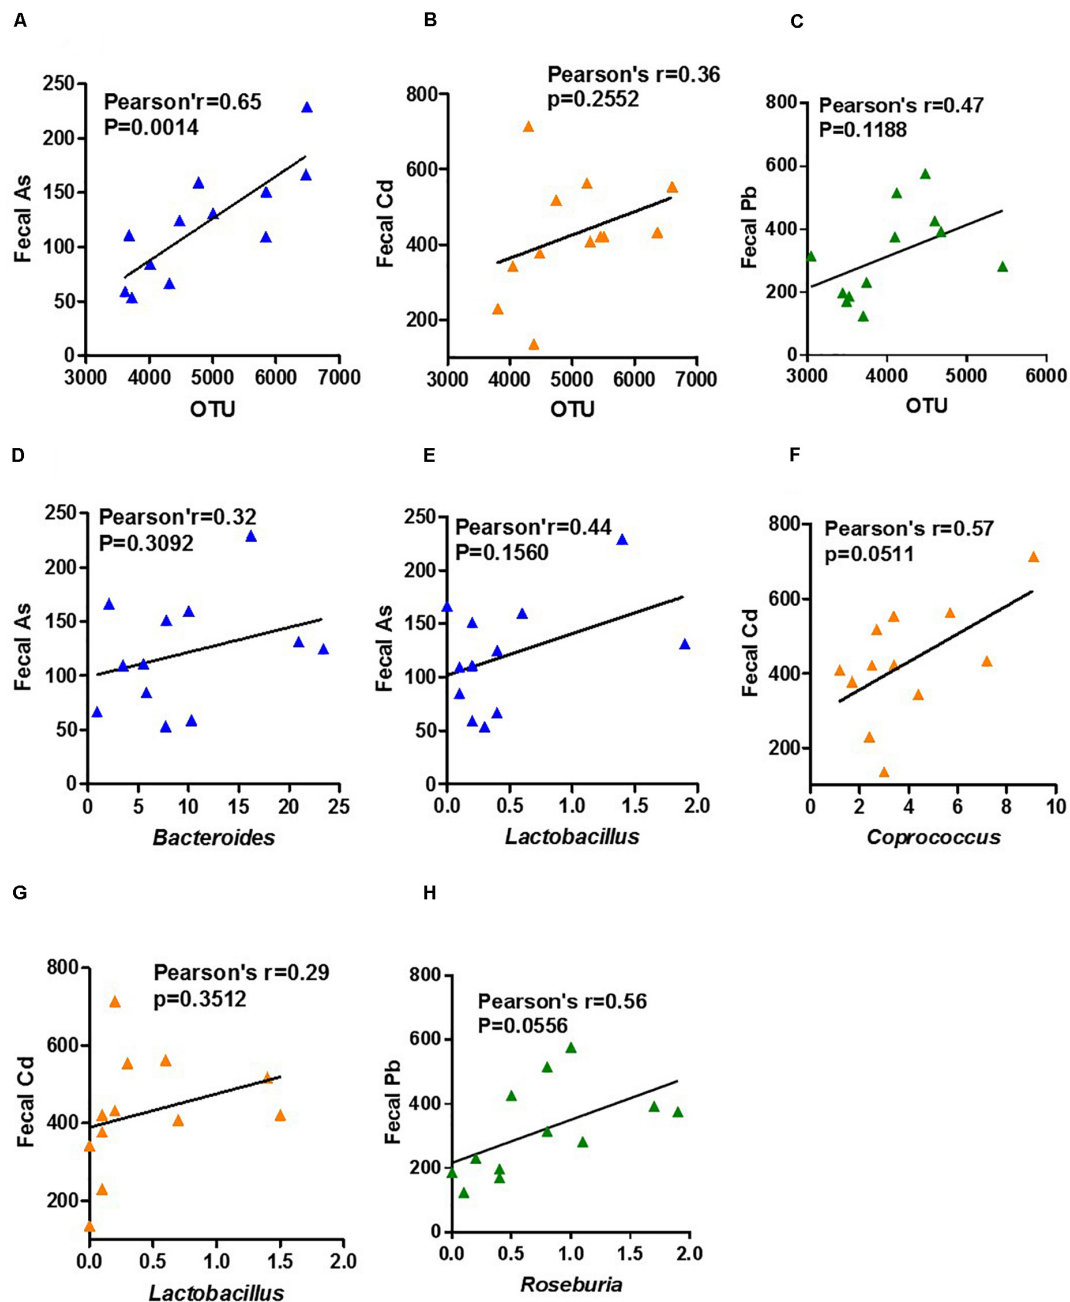 A
Pearson'r=0.65
P=0.0014
250
200
150
100
50
0
Fecal As
3000 4000 5000 6000 7000
OTU
B
Pearson's r=0.36
p=0.2552
800
600
400
200
Fecal Cd
3000 4000 5000 6000 7000
OTU
C
Pearson's r=0.47
P=0.1188
800
600
400
200
0
Fecal Pb
3000 4000 5000 6000
OTU
D
Pearson'r=0.32
P=0.3092
250
200
150
100
50
0
Fecal As
0 5 10 15 20 25
Bacteroides
E
Pearson'r=0.44
P=0.1560
250
200
150
100
50
0
Fecal As
0.0 0.5 1.0 1.5 2.0
Lactobacillus
F
Pearson's r=0.57
p=0.0511
800
600
400
200
Fecal Cd
0 2 4 6 8 10
Coprococcus
G
Pearson's r=0.29
p=0.3512
800
600
400
200
Fecal Cd
0.0 0.5 1.0 1.5 2.0
Lactobacillus
H
Pearson's r=0.56
P=0.0556
800
600
400
200
0
Fecal Pb
0.0 0.5 1.0 1.5 2.0
Roseburia